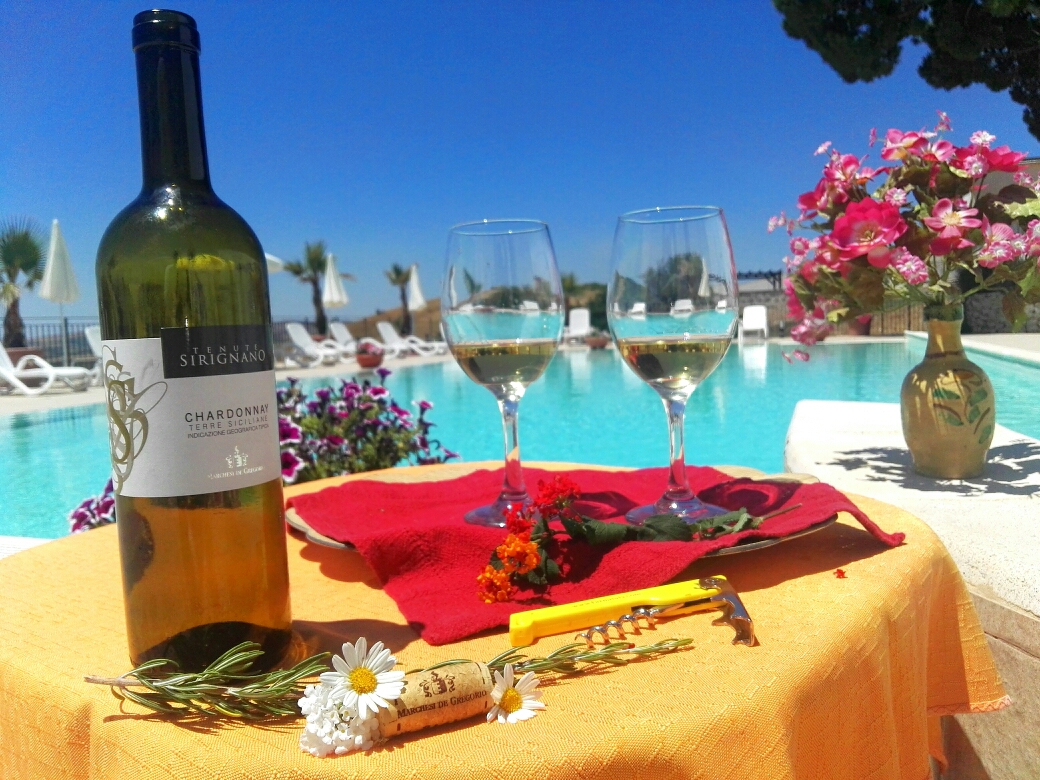 TENUTE
SIRIGNANO
CHARDONNAY
TERRE SICILIANE
INDICAZIONE GEOGRAFICA TIPICA
MARCHESI DE GREGORIO
MARCHESI DE GREGORIO